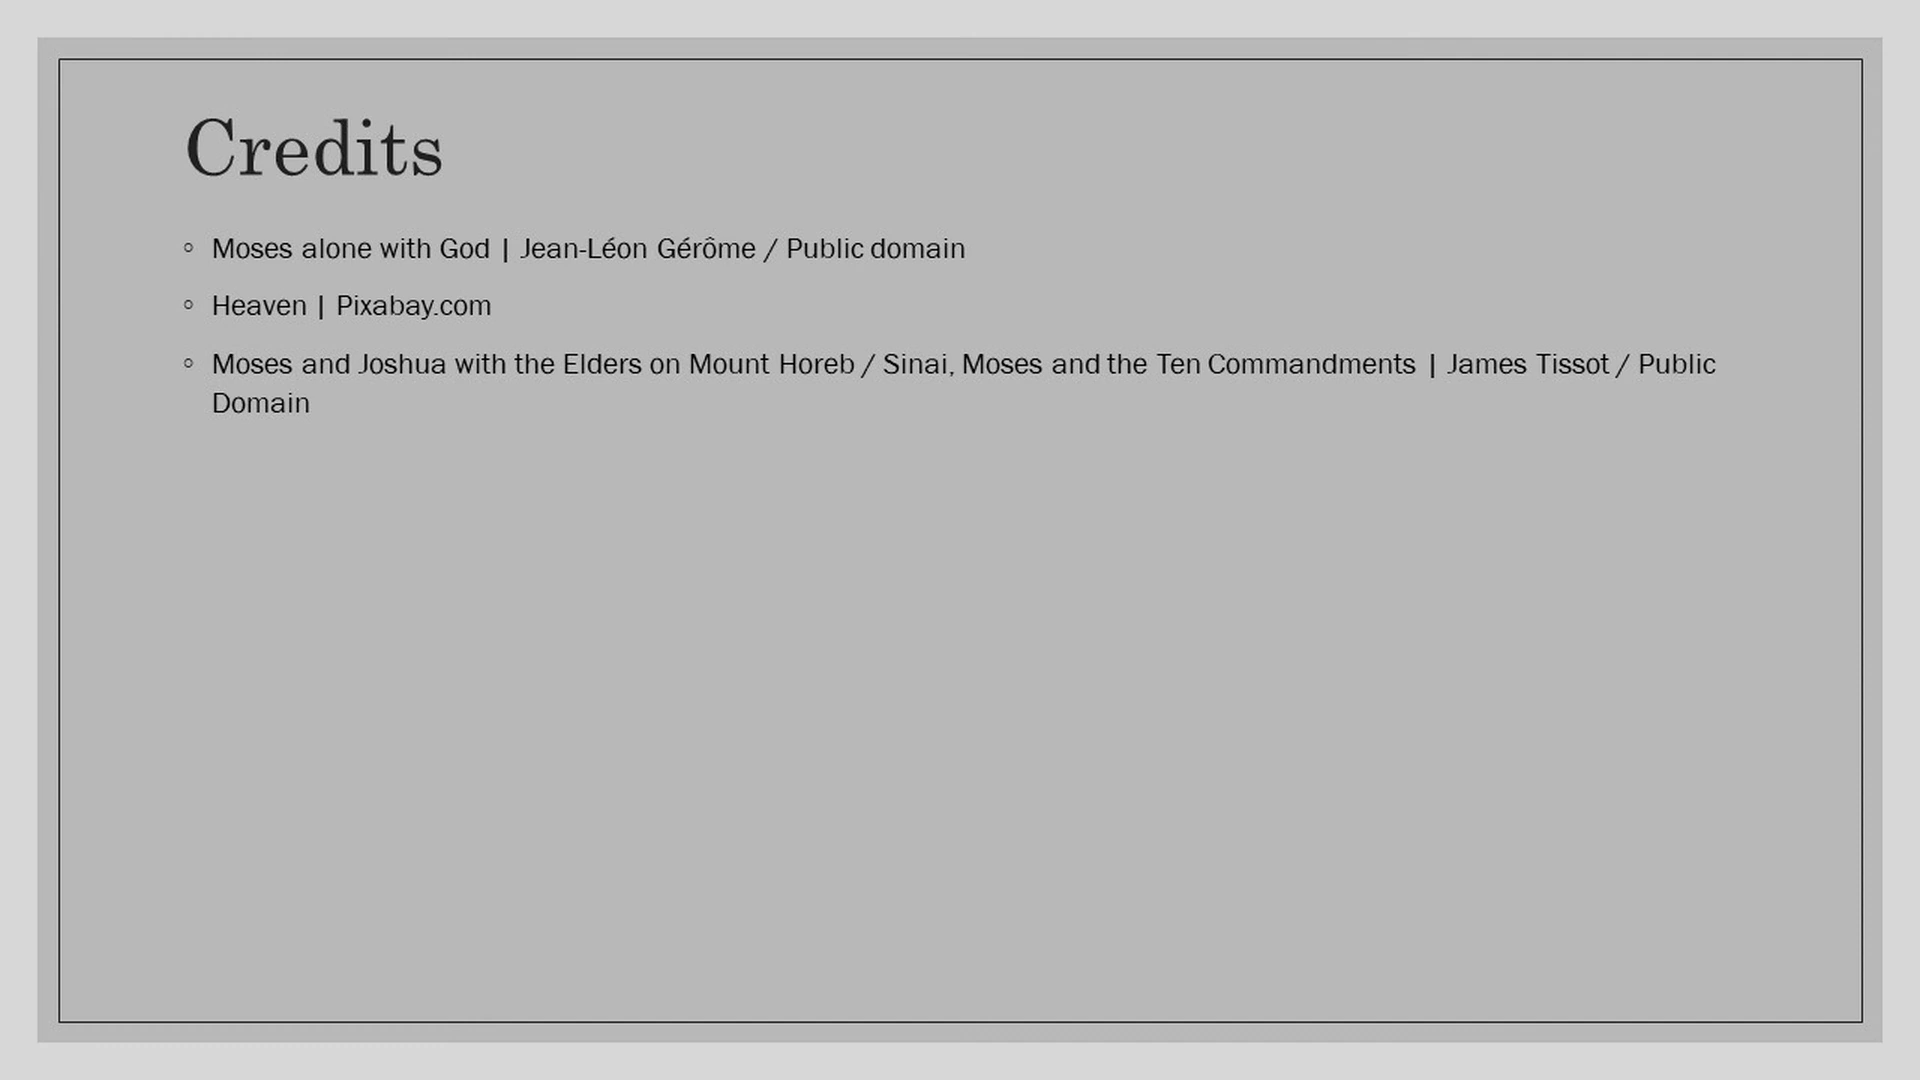 Credits
◦ Moses alone with God | Jean-Léon Gérôme / Public domain
◦ Heaven | Pixabay.com
◦ Moses and Joshua with the Elders on Mount Horeb / Sinai, Moses and the Ten Commandments | James Tissot / Public
Domain